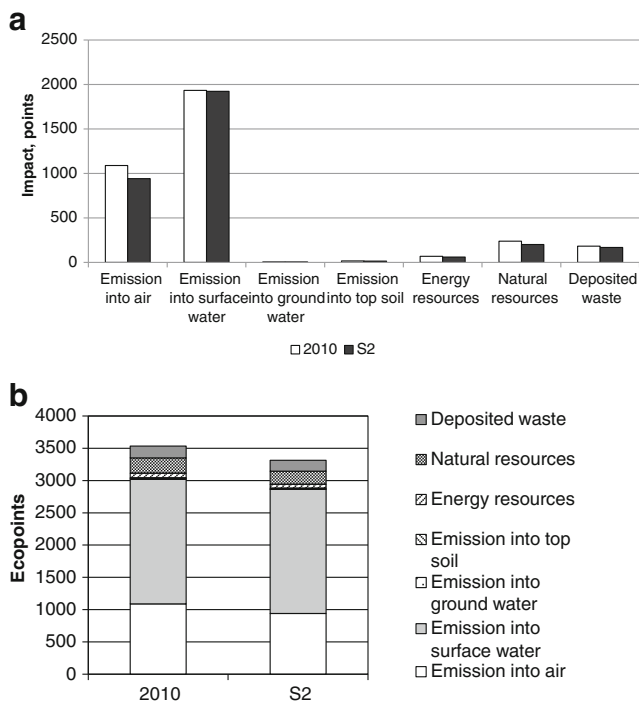 a
2500
2000
1500
1000
500
0
Impact, points
Emission Emission Emission Emission Energy Natural Deposited
into air into surface into ground into top soil resources resources waste
water water
2010 S2
b
4000
3500
3000
2500
2000
1500
1000
500
0
Ecopoints
2010 S2
Deposited waste
Natural resources
Energy resources
Emission into top
soil
Emission into
ground water
Emission into
surface water
Emission into air